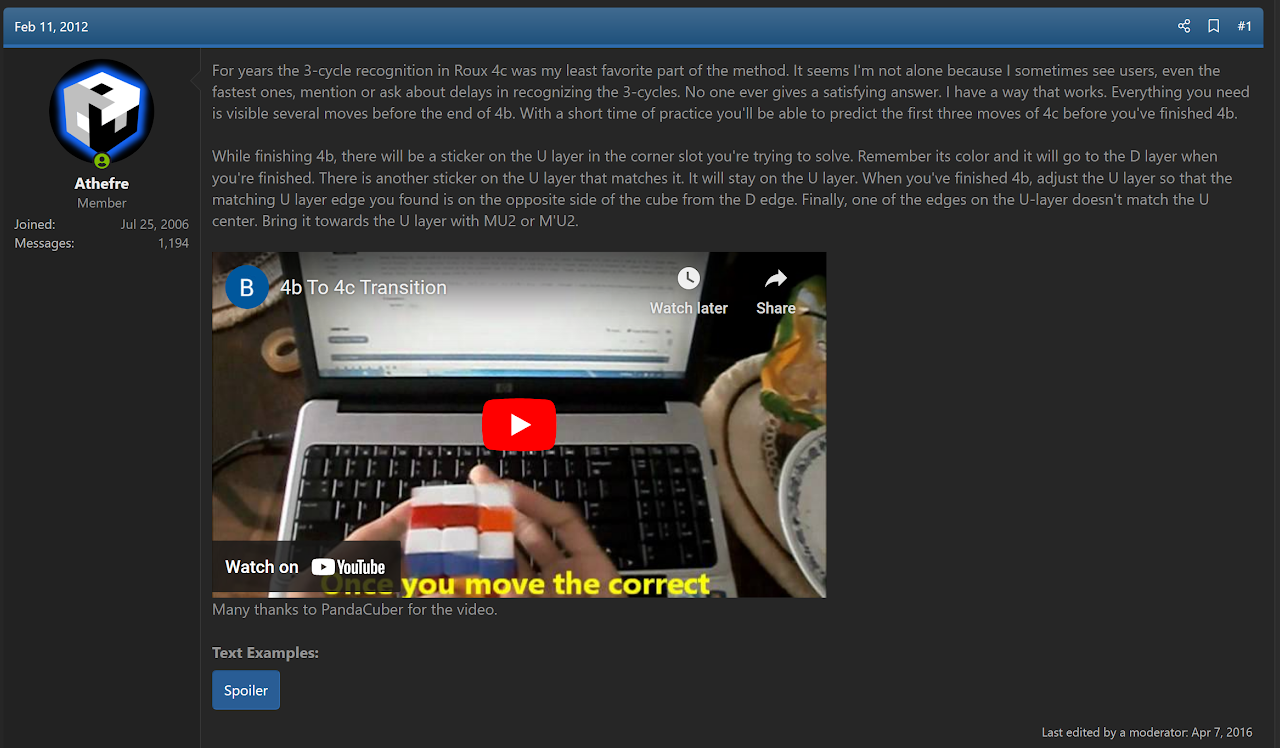 Feb 11, 2012
#1
Athefre
Member
Joined: Jul 25, 2006
Messages: 1,194
For years the 3-cycle recognition in Roux 4c was my least favorite part of the method. It seems I'm not alone because I sometimes see users, even the
fastest ones, mention or ask about delays in recognizing the 3-cycles. No one ever gives a satisfying answer. I have a way that works. Everything you need
is visible several moves before the end of 4b. With a short time of practice you'll be able to predict the first three moves of 4c before you've finished 4b.
While finishing 4b, there will be a sticker on the U layer in the corner slot you're trying to solve. Remember its color and it will go to the D layer when
you're finished. There is another sticker on the U layer that matches it. It will stay on the U layer. When you've finished 4b, adjust the U layer so that the
matching U layer edge you found is on the opposite side of the cube from the D edge. Finally, one of the edges on the U-layer doesn't match the U
center. Bring it towards the U layer with MU2 or M'U2.
B
4b To 4c Transition
Watch later
Share
Watch on YouTube
Once you move the correct
Many thanks to PandaCuber for the video.
Text Examples:
Spoiler
Last edited by a moderator: Apr 7, 2016